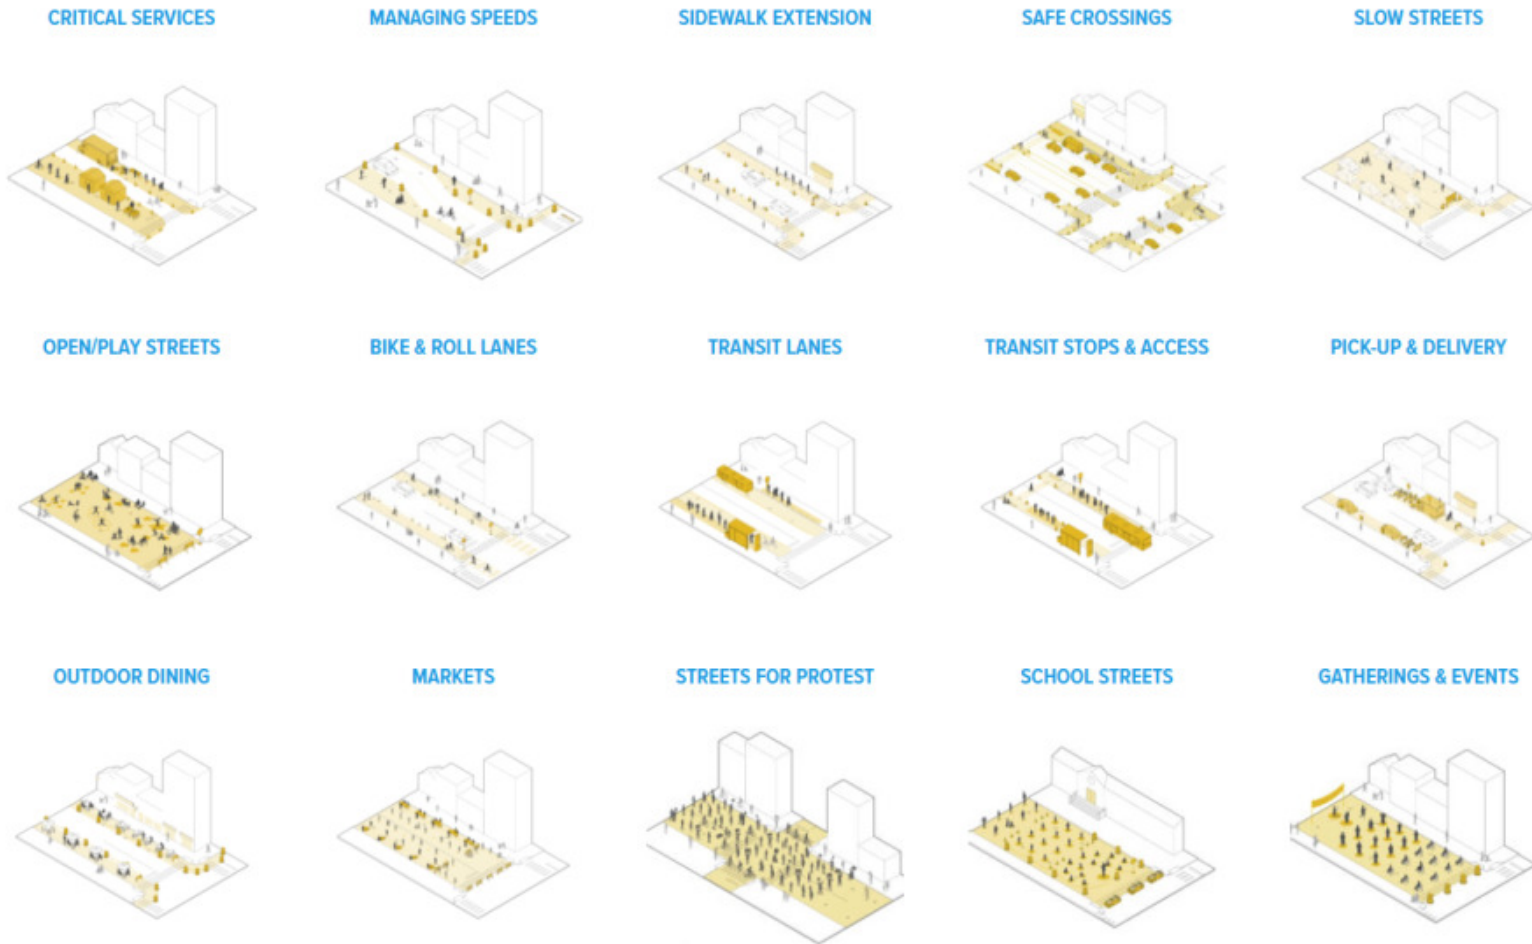 CRITICAL SERVICES
MANAGING SPEEDS
SIDEWALK EXTENSION
SAFE CROSSINGS
SLOW STREETS
OPEN/PLAY STREETS
BIKE & ROLL LANES
TRANSIT LANES
TRANSIT STOPS & ACCESS
PICK-UP & DELIVERY
OUTDOOR DINING
MARKETS
STREETS FOR PROTEST
SCHOOL STREETS
GATHERINGS & EVENTS